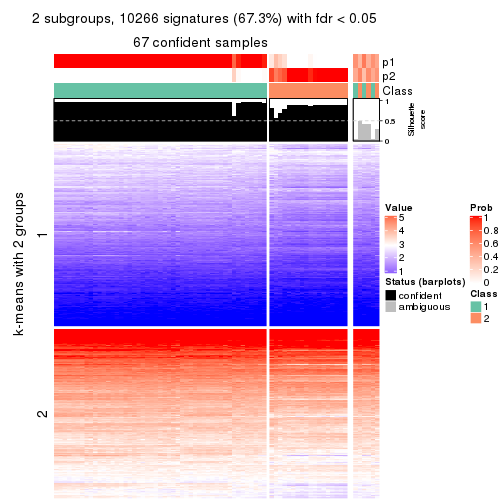 2 subgroups, 10266 signatures (67.3%) with fdr < 0.05
67 confident samples
p1
p2
Class
1
0.5
0
Silhouette
score
k-means with 2 groups
1
2
Value
5
4
3
2
1
Status (barplots)
confident
ambiguous
Prob
1
0.8
0.6
0.4
0.2
0
Class
1
2